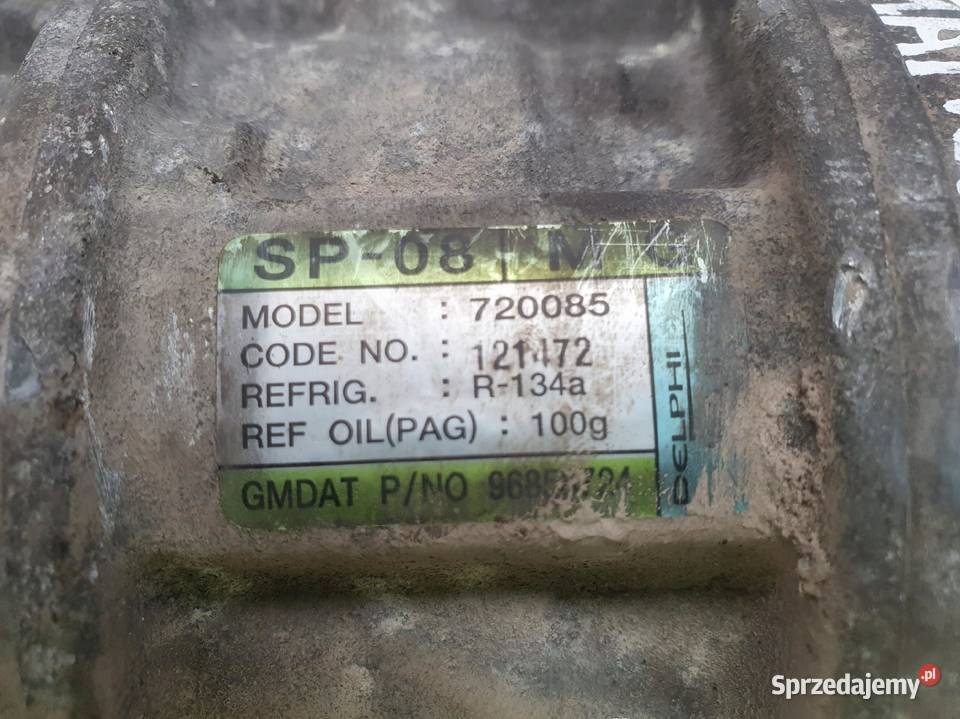 SP-08
MODEL : 720085
CODE NO. : 121472
REFRIG. : R-134a
REF OIL(PAG) : 100g
GMDAT P/NO
DELPHI
Sprzedajemy.pl